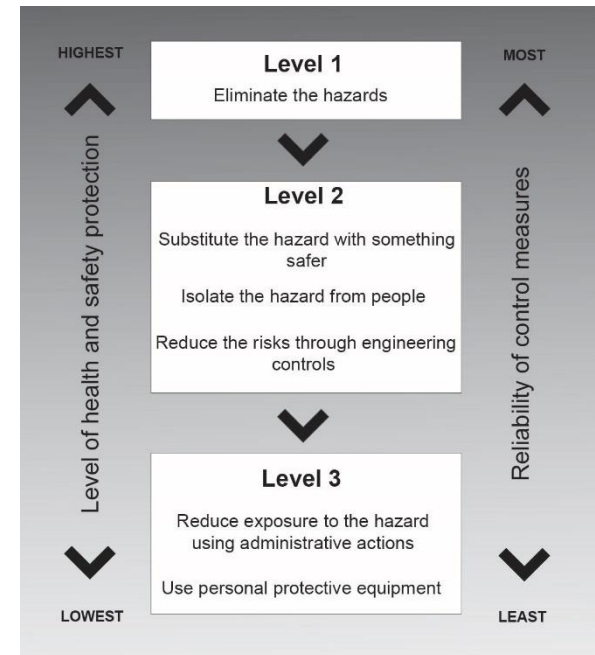 HIGHEST
Level 1
Eliminate the hazards
MOST
Level of health and safety protection
Level 2
Substitute the hazard with something
safer
Isolate the hazard from people
Reduce the risks through engineering
controls
Reliability of control measures
Level 3
Reduce exposure to the hazard
using administrative actions
Use personal protective equipment
LOWEST
LEAST